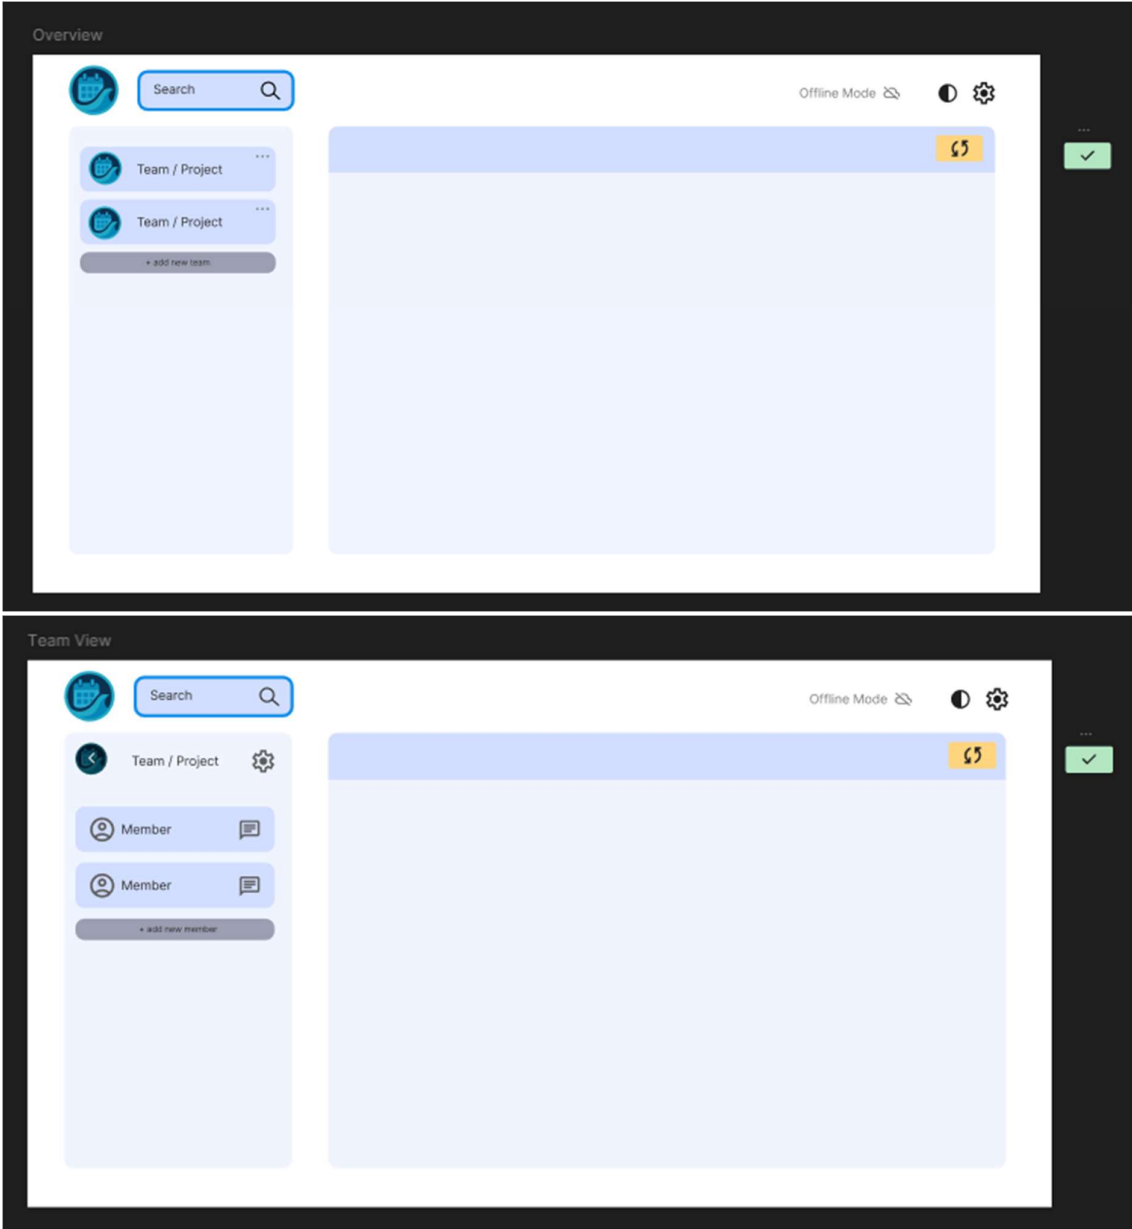 Overview
Search
Offline Mode
...
Team / Project
...
Team / Project
...
+ add new team
Team View
Search
Offline Mode
...
Team / Project
Member
Member
+ add new member